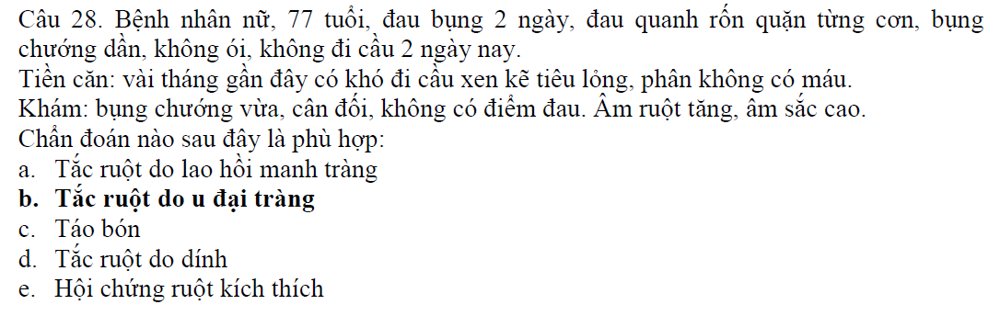 Câu 28. Bệnh nhân nữ, 77 tuổi, đau bụng 2 ngày, đau quanh rốn quặn từng cơn, bụng
chướng dần, không ói, không đi cầu 2 ngày nay.
Tiền căn: vài tháng gần đây có khó đi cầu xen kẽ tiêu lỏng, phân không có máu.
Khám: bụng chướng vừa, cân đối, không có điểm đau. Âm ruột tăng, âm sắc cao.
Chẩn đoán nào sau đây là phù hợp:
a. Tắc ruột do lao hồi manh tràng
b. Tắc ruột do u đại tràng
c. Táo bón
d. Tắc ruột do dính
e. Hội chứng ruột kích thích